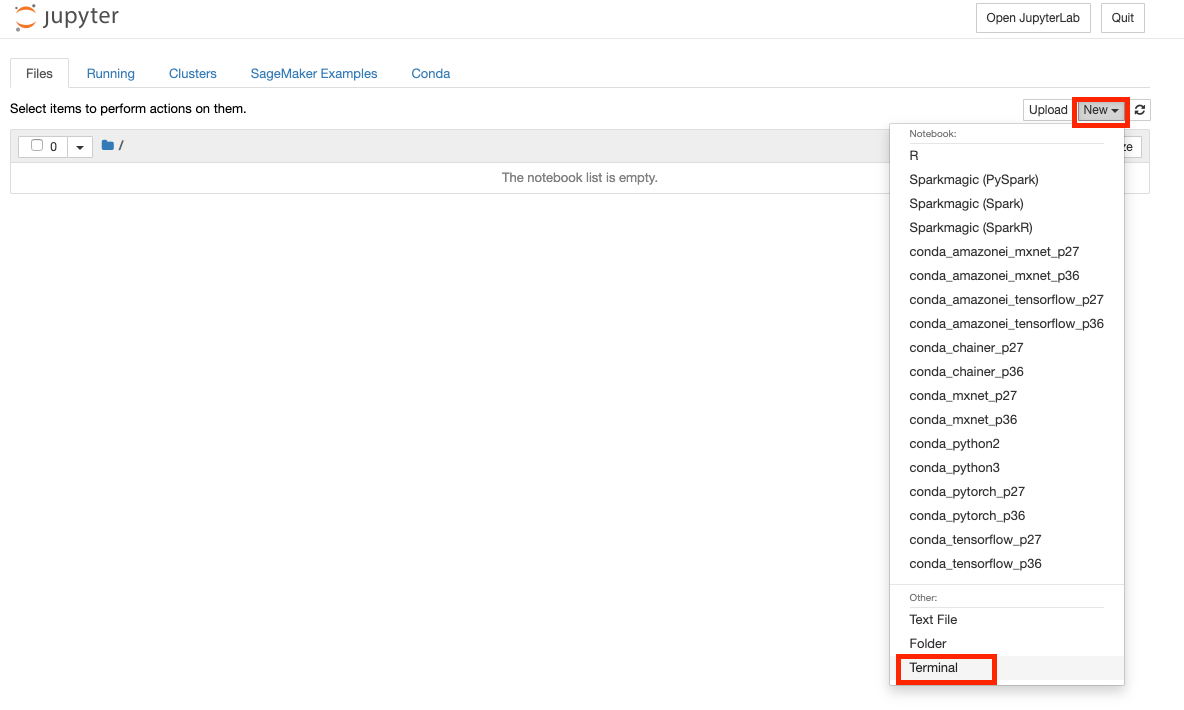 jupyter
Open JupyterLab
Quit
Files
Running
Clusters
SageMaker Examples
Conda
Select items to perform actions on them.
Upload
New
0
/
ze
The notebook list is empty.
Notebook:
R
Sparkmagic (PySpark)
Sparkmagic (Spark)
Sparkmagic (SparkR)
conda_amazonei_mxnet_p27
conda_amazonei_mxnet_p36
conda_amazonei_tensorflow_p27
conda_amazonei_tensorflow_p36
conda_chainer_p27
conda_chainer_p36
conda_mxnet_p27
conda_mxnet_p36
conda_python2
conda_python3
conda_pytorch_p27
conda_pytorch_p36
conda_tensorflow_p27
conda_tensorflow_p36
Other:
Text File
Folder
Terminal